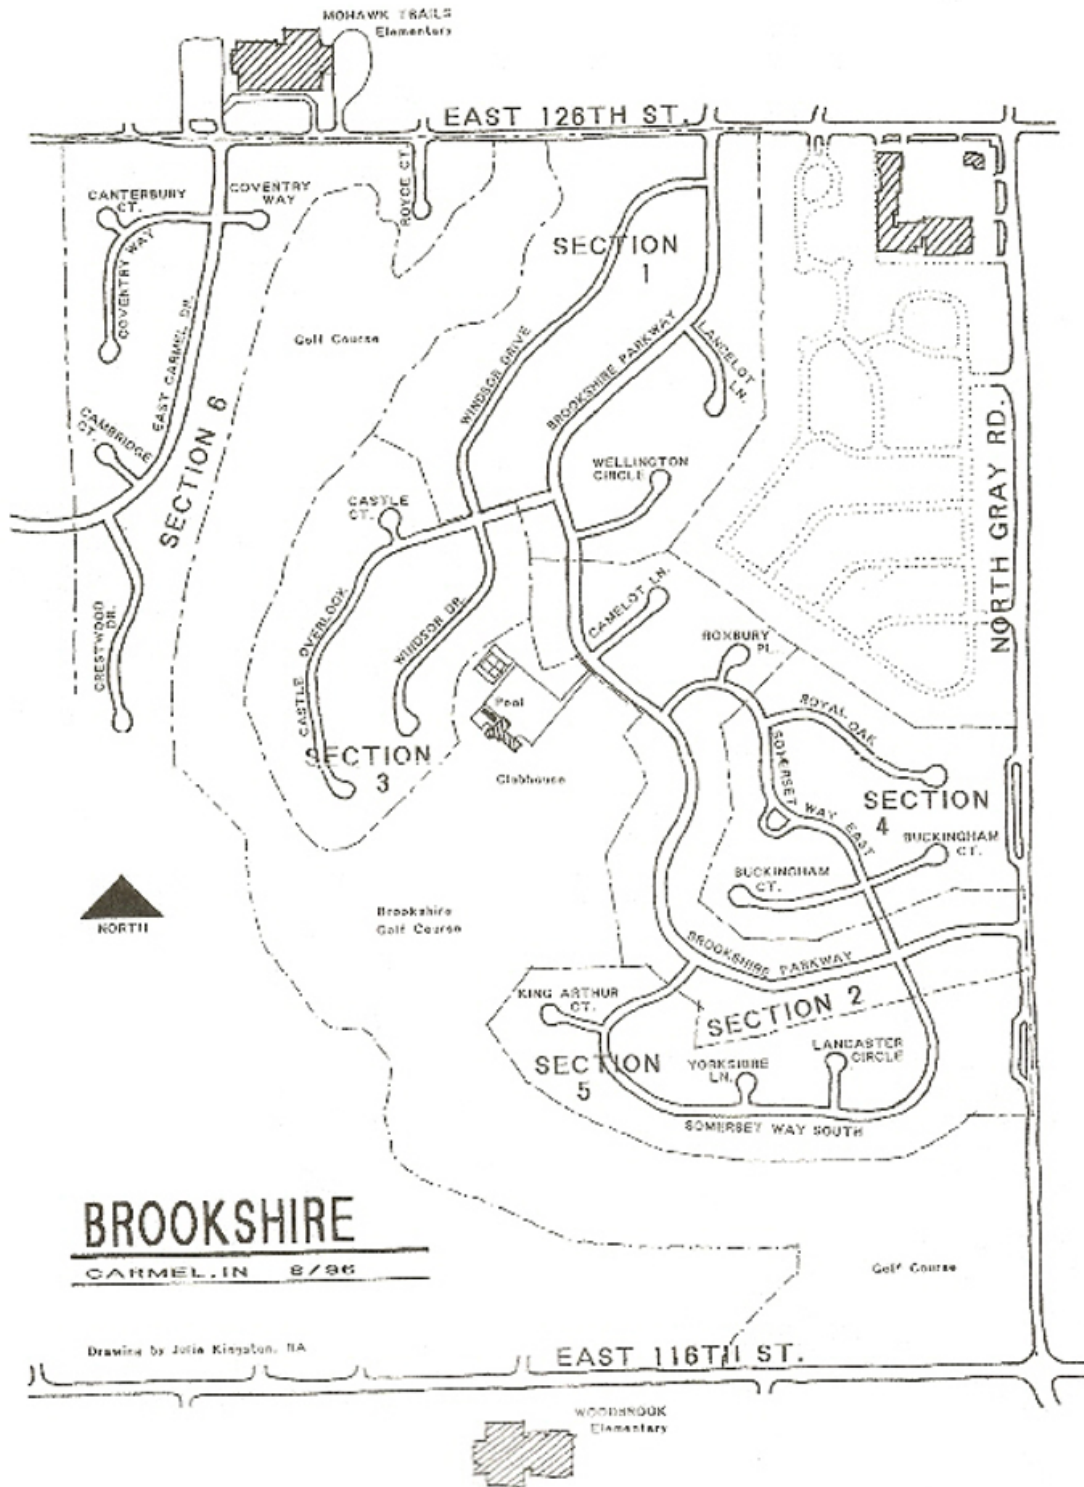 MOHAWK TRAILS
Elementary
EAST 126TH ST.
CANTERBURY
CT.
COVENTRY
WAY
ROYCE CT.
COVENTRY WAY
SECTION
1
EAST CARMEL DR.
Golf Course
WINDSOR DRIVE
BROOKSHIRE PARKWAY
LANCELOT
LN.
CAMBRIDGE
CT.
SECTION 6
NORTH GRAY RD.
WELLINGTON
CIRCLE
CASTLE
CT.
CRESTWOOD
DR.
CASTLE OVERLOOK
WINDSOR DR.
CAMELOT LN.
ROXBURY
PL.
ROYAL OAK
Pool
SECTION
3
Clubhouse
SOMERSET WAY EAST
SECTION
4
BUCKINGHAM
CT.
BUCKINGHAM
CT.
NORTH
Brookshire
Golf Course
BROOKSHIRE PARKWAY
KING ARTHUR
CT.
SECTION 2
SECTION
5
YORKSHIRE
LN.
LANCASTER
CIRCLE
SOMERSET WAY SOUTH
BROOKSHIRE
CARMEL, IN 8/96
Golf Course
Drawing by Julie Kingston, RA
EAST 116TH ST.
WOODBROOK
Elementary